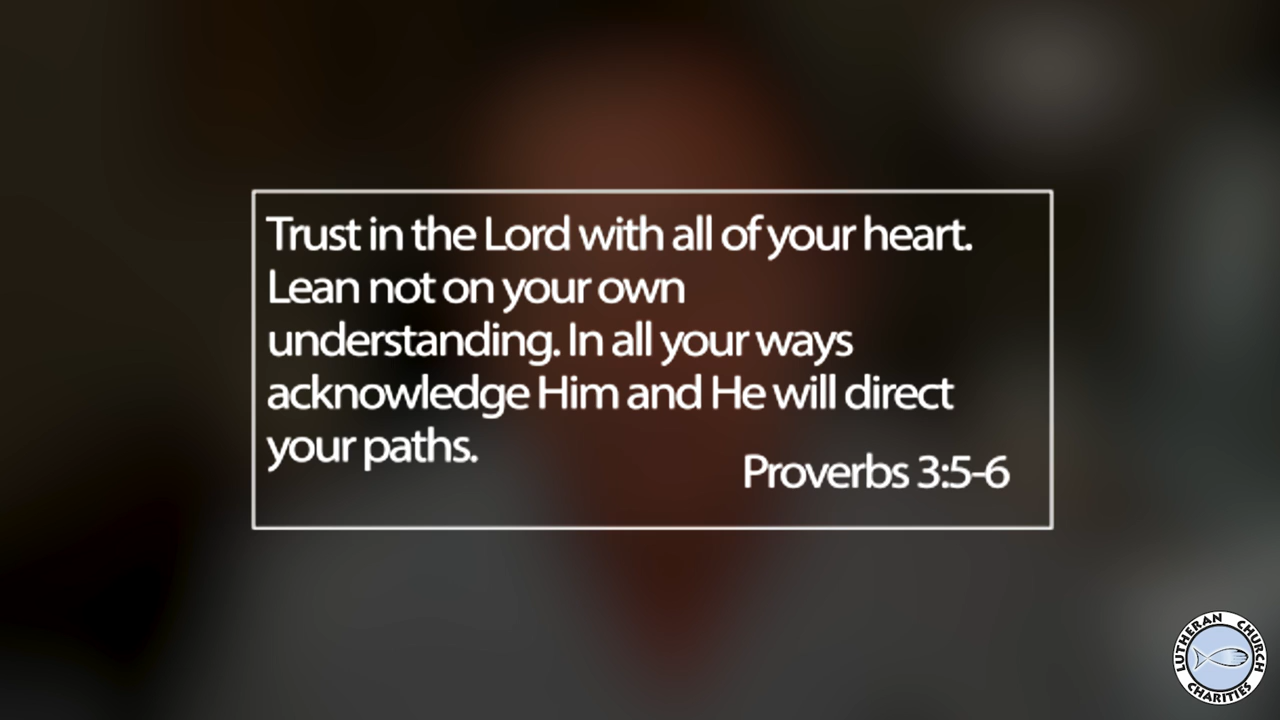 Trust in the Lord with all of your heart.
Lean not on your own
understanding. In all your ways
acknowledge Him and He will direct
your paths.
Proverbs 3:5-6
LUTHERAN CHURCH
CHARITIES